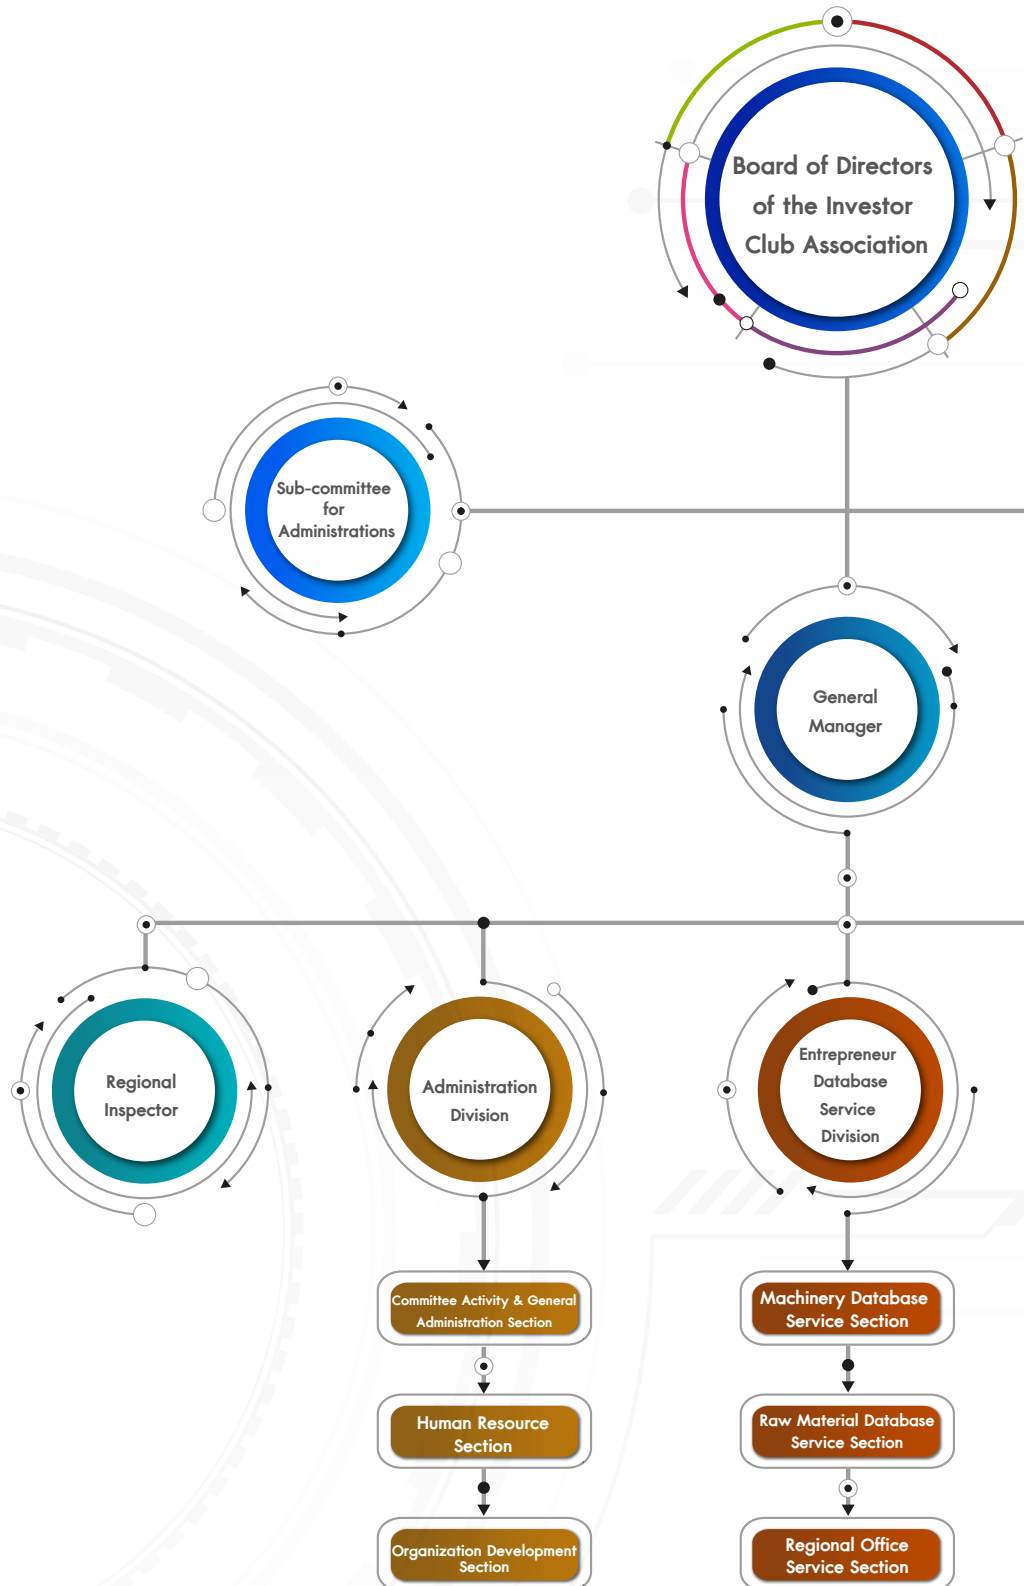 Board of Directors
of the Investor
Club Association
Sub-committee
for
Administrations
General
Manager
Regional
Inspector
Administration
Division
Entrepreneur
Database
Service
Division
Committee Activity & General
Administration Section
Human Resource
Section
Organization Development
Section
Machinery Database
Service Section
Raw Material Database
Service Section
Regional Office
Service Section